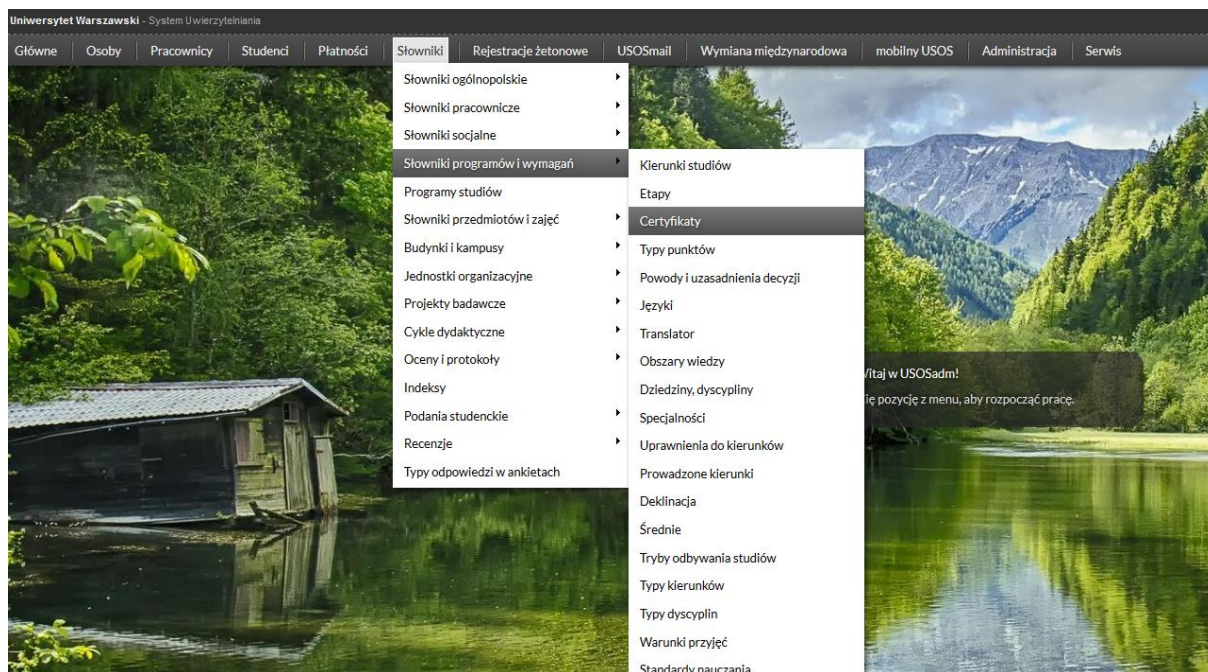 Uniwersytet Warszawski - System Uwierzytelniania
Główne Osoby Pracownicy Studenci Płatności Słowniki Rejestracje żetonowe USOSmail Wymiana międzynarodowa mobilny USOS Administracja Serwis
Słowniki ogólnopolskie
Słowniki pracownicze
Słowniki socjalne
Słowniki programów i wymagań
Programy studiów
Słowniki przedmiotów i zajęć
Budynki i kampusy
Jednostki organizacyjne
Projekty badawcze
Cykle dydaktyczne
Oceny i protokoły
Indeksy
Podania studenckie
Recenzje
Typy odpowiedzi w ankietach
Kierunki studiów
Etapy
Certyfikaty
Typy punktów
Powody i uzasadnienia decyzji
Języki
Translator
Obszary wiedzy
Dziedziny, dyscypliny
Specjalności
Uprawnienia do kierunków
Prowadzone kierunki
Deklinacja
Średnie
Tryby odbywania studiów
Typy kierunków
Typy dyscyplin
Warunki przyjęć
Standardy nauczania
Witaj w USOSadm!
pozycję z menu, aby rozpocząć pracę.